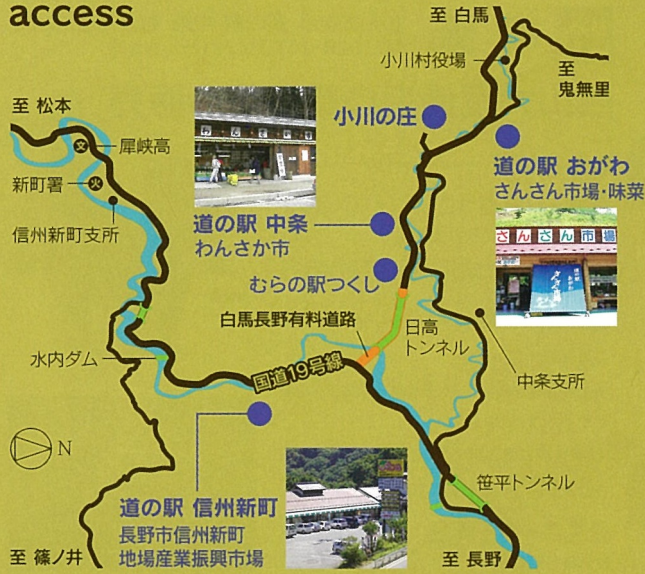 access
至 白馬
小川村役場
至
鬼無里
至 松本
犀峡高
新町署
信州新町支所
小川の庄
道の駅 おがわ
さんさん市場・味菜
さんさん市場
道の駅 中条
わんさか市
むらの駅つくし
白馬長野有料道路
日高
トンネル
水内ダム
国道19号線
中条支所
N
笹平トンネル
道の駅 信州新町
長野市信州新町
地場産業振興市場
至 篠ノ井
至 長野